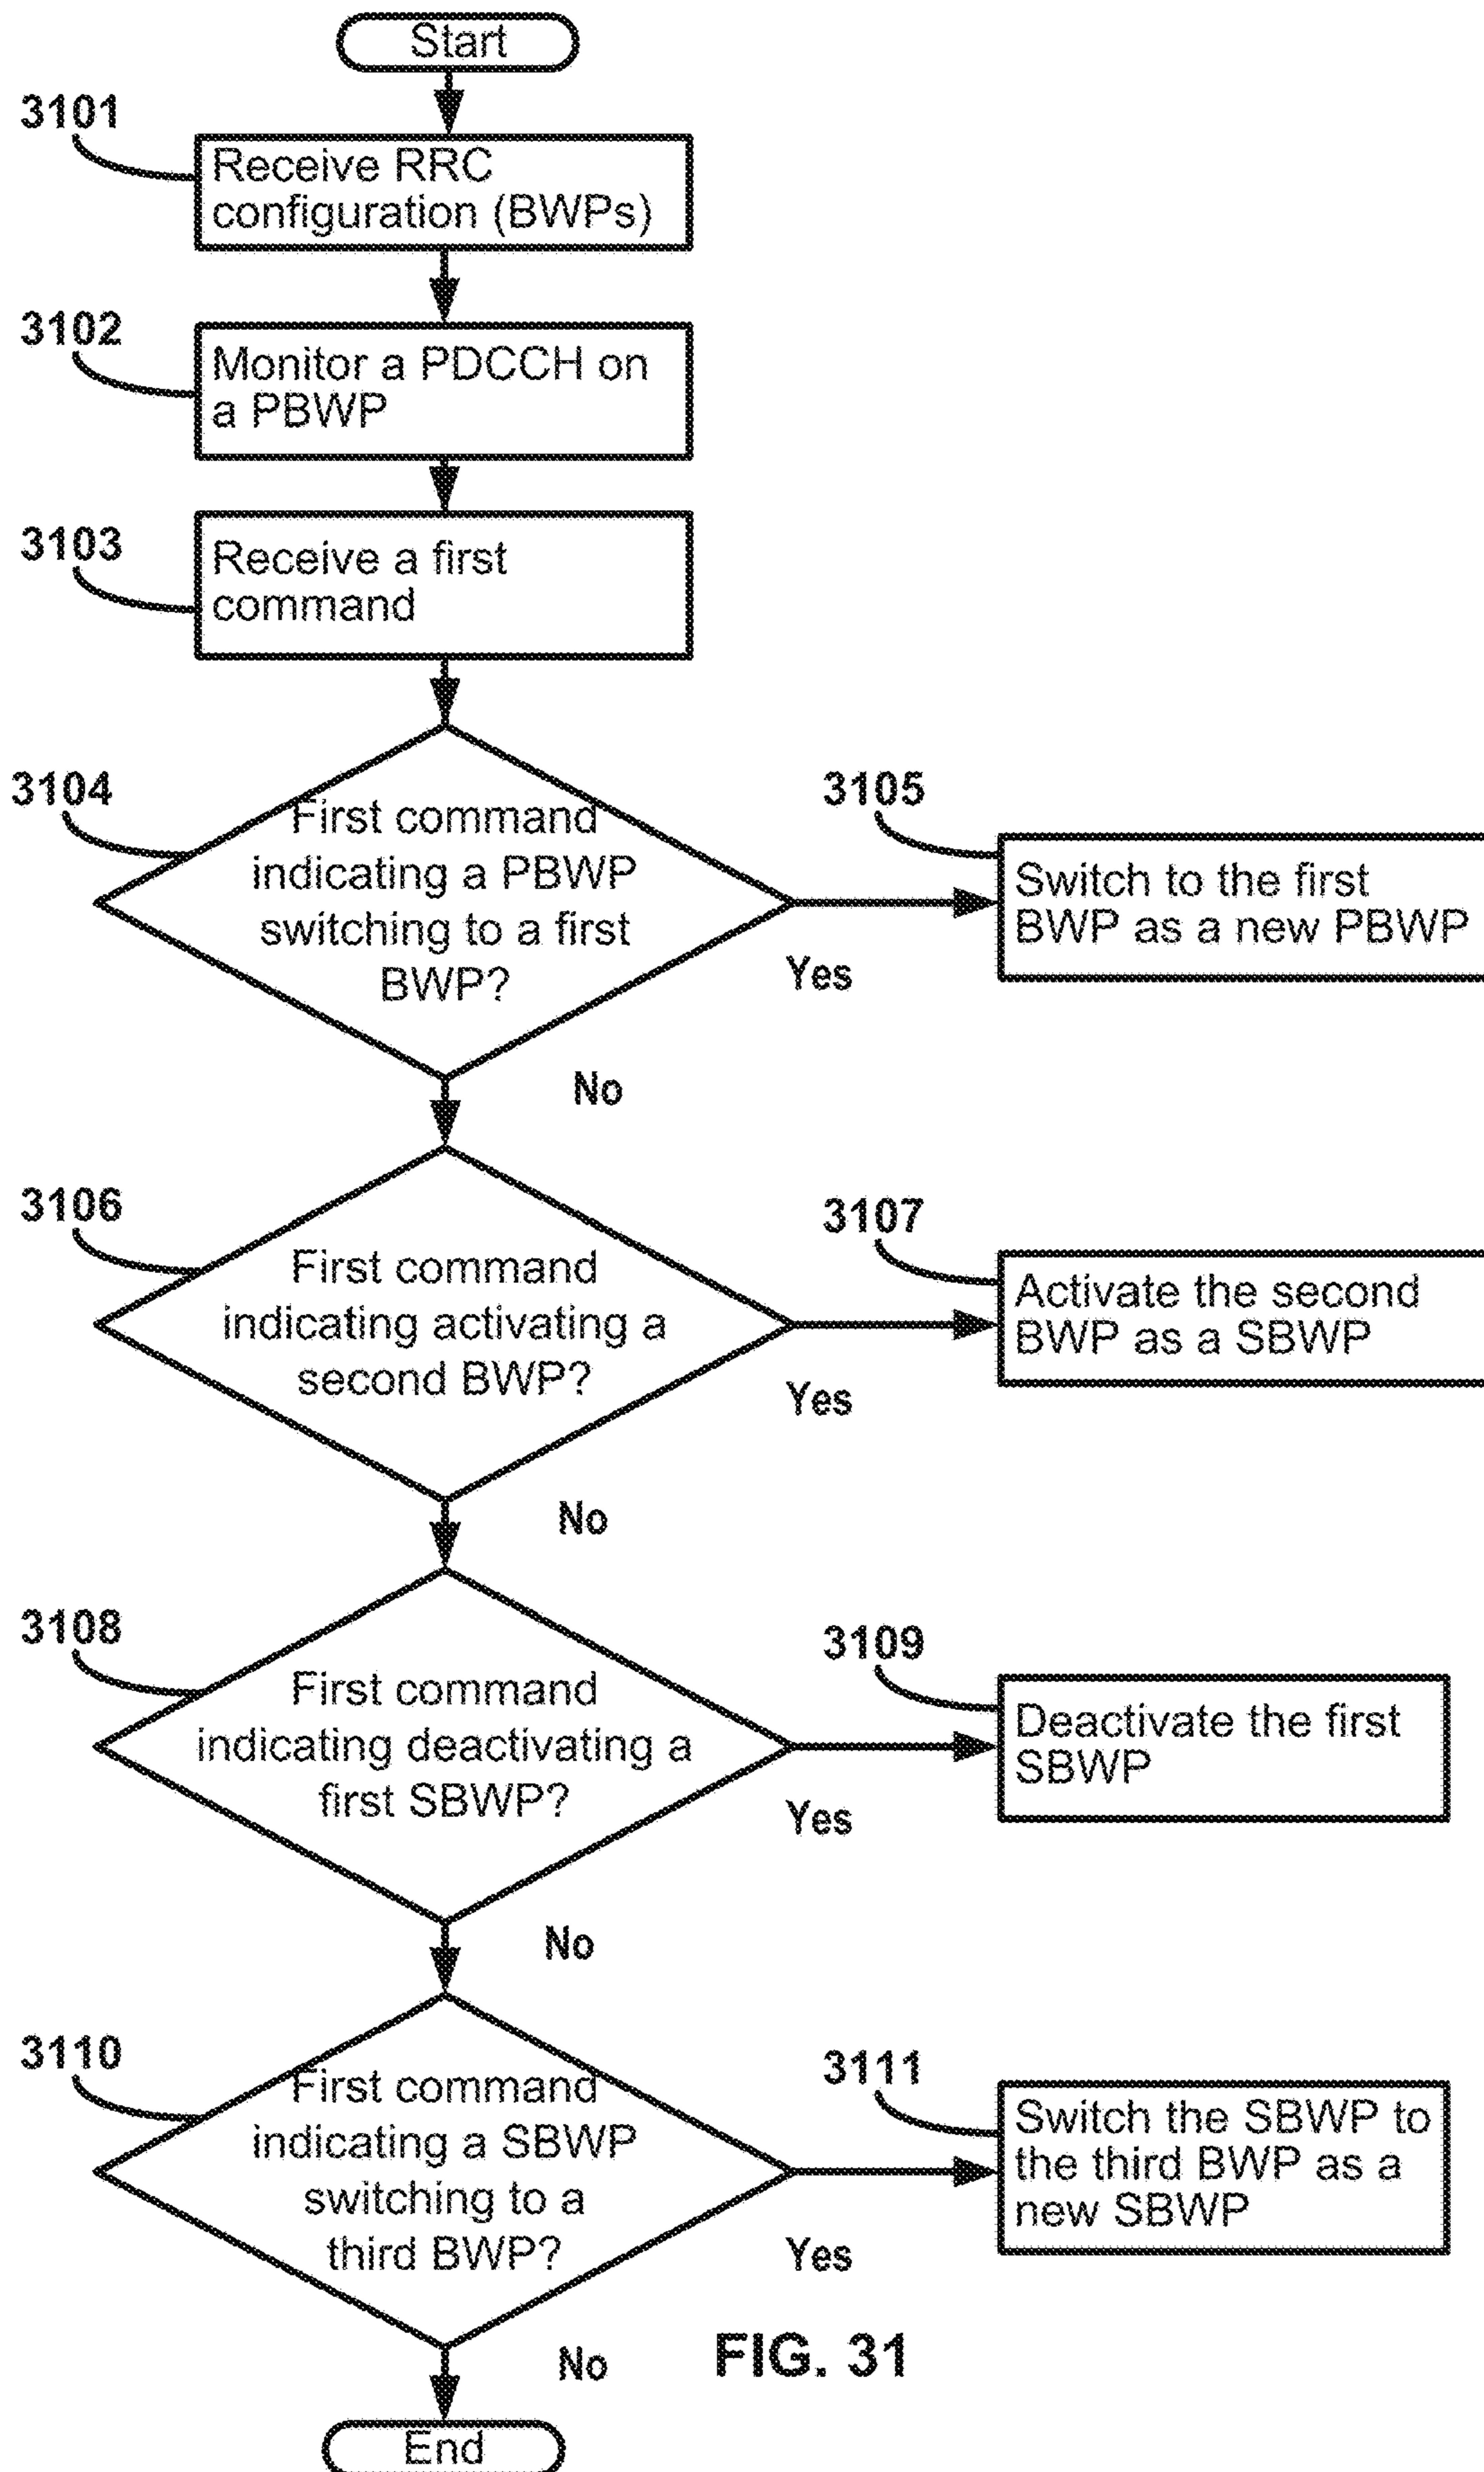 Start
3101
Receive RRC
configuration (BWPs)
3102
Monitor a PDCCH on
a PBWP
3103
Receive a first
command
3104
First command
indicating a PBWP
switching to a first
BWP?
Yes
No
3105
Switch to the first
BWP as a new PBWP
3106
First command
indicating activating a
second BWP?
Yes
No
3107
Activate the second
BWP as a SBWP
3108
First command
indicating deactivating a
first SBWP?
Yes
No
3109
Deactivate the first
SBWP
3110
First command
indicating a SBWP
switching to a
third BWP?
Yes
No
3111
Switch the SBWP to
the third BWP as a
new SBWP
End
FIG. 31